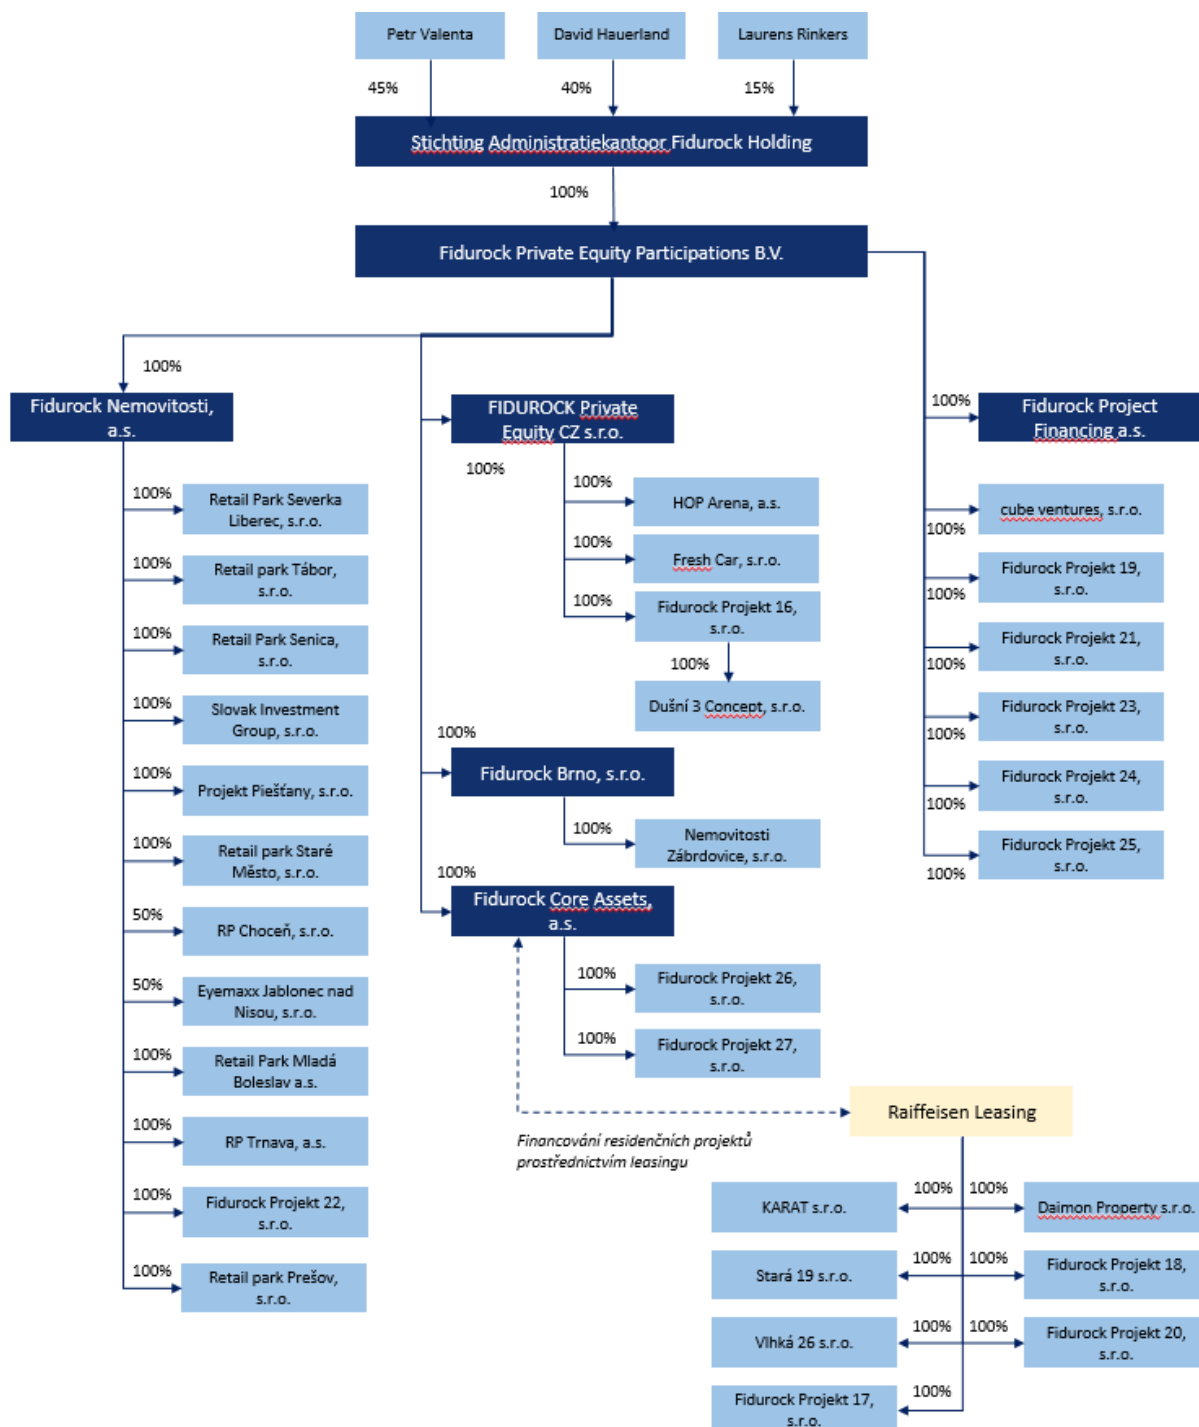 Petr Valenta
David Hauerland
Laurens Rinkers
45%
40%
15%
Stichting Administratiekantoor Fidurock Holding
100%
Fidurock Private Equity Participations B.V.
100%
Fidurock Nemovitosti,
a.s.
100%
Retail Park Severka
Liberec, s.r.o.
100%
Retail park Tábor,
s.r.o.
100%
Retail Park Senica,
s.r.o.
100%
Slovak Investment
Group, s.r.o.
100%
Projekt Piešťany, s.r.o.
100%
Retail park Staré
Město, s.r.o.
50%
RP Choceň, s.r.o.
50%
Eyemaxx Jablonec nad
Nisou, s.r.o.
100%
Retail Park Mladá
Boleslav a.s.
100%
RP Trnava, a.s.
100%
Fidurock Projekt 22,
s.r.o.
100%
Retail park Prešov,
s.r.o.
FIDUROCK Private
Equity CZ s.r.o.
100%
100%
HOP Arena, a.s.
100%
Fresh Car, s.r.o.
100%
Fidurock Projekt 16,
s.r.o.
100%
Dušní 3 Concept, s.r.o.
100%
Fidurock Brno, s.r.o.
100%
Nemovitosti
Zábrdovice, s.r.o.
100%
Fidurock Core Assets,
a.s.
100%
Fidurock Projekt 26,
s.r.o.
100%
Fidurock Projekt 27,
s.r.o.
100%
Fidurock Project
Financing a.s.
cube ventures, s.r.o.
100%
Fidurock Projekt 19,
s.r.o.
100%
Fidurock Projekt 21,
s.r.o.
100%
Fidurock Projekt 23,
s.r.o.
100%
Fidurock Projekt 24,
s.r.o.
100%
Fidurock Projekt 25,
s.r.o.
100%
Raiffeisen Leasing
Financování residenčních projektů
prostřednictvím leasingu
100%
100%
KARAT s.r.o.
Daimon Property s.r.o.
100%
100%
Stará 19 s.r.o.
Fidurock Projekt 18,
s.r.o.
100%
100%
Vlhká 26 s.r.o.
Fidurock Projekt 20,
s.r.o.
100%
Fidurock Projekt 17,
s.r.o.